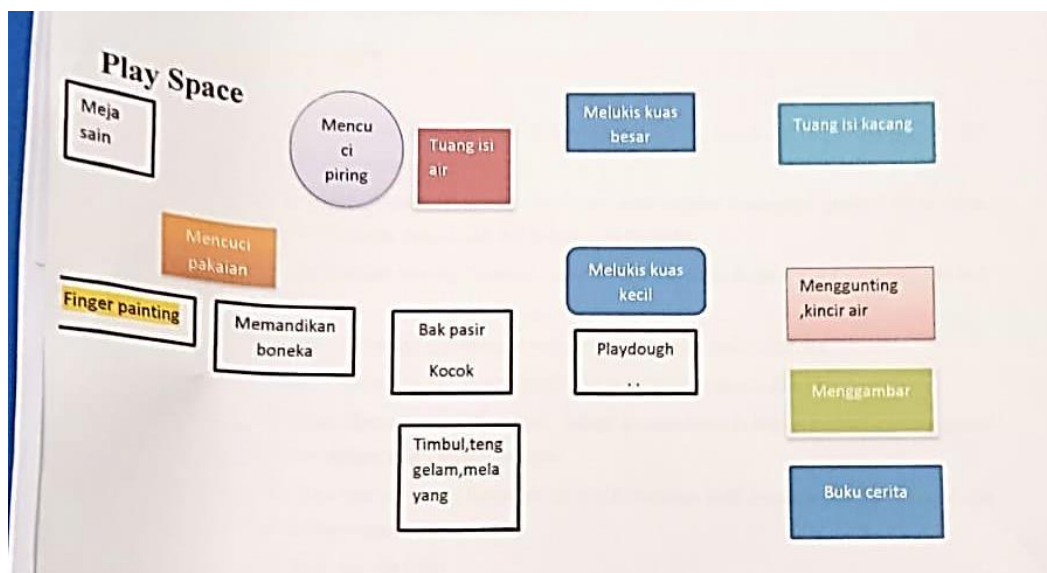 Play Space
Meja
sain
Mencu
ci
piring
Tuang isi
air
Melukis kuas
besar
Tuang isi kacang
Mencuci
pakaian
Finger painting
Memandikan
boneka
Bak pasir
Kocok
Melukis kuas
kecil
Playdough
..
Menggunting
,kincir air
Menggambar
Timbul,teng
gelam,mela
yang
Buku cerita